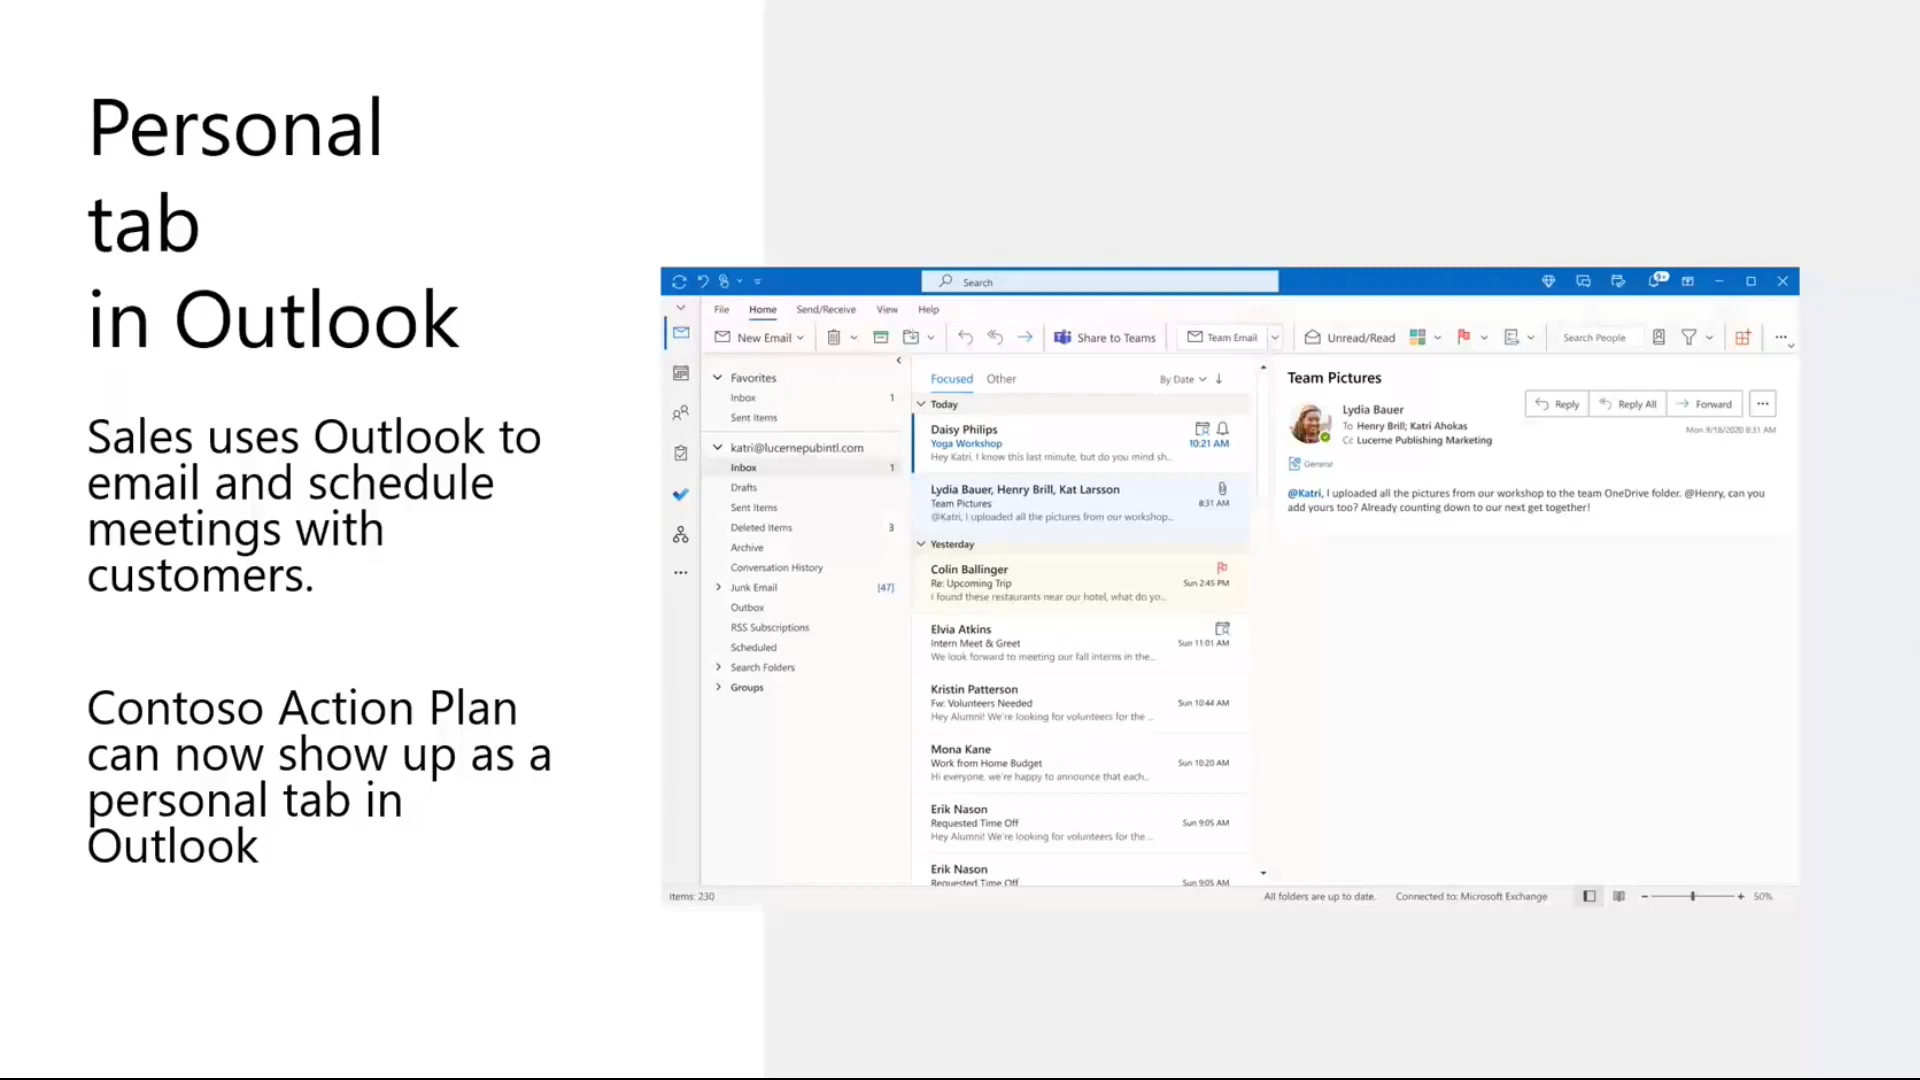 Personal
tab
in Outlook
Sales uses Outlook to
email and schedule
meetings with
customers.
Contoso Action Plan
can now show up as a
personal tab in
Outlook
Search
9+
File Home Send/Receive View Help
New Email Share to Teams Team Email Unread/Read Search People
Favorites
Inbox 1
Sent Items
katri@lucernepubintl.com
Inbox 1
Drafts
Sent Items
Deleted Items 3
Archive
Conversation History
Junk Email [47]
Outbox
RSS Subscriptions
Scheduled
Search Folders
Groups
Focused Other By Date
Today
Daisy Philips
Yoga Workshop 10:21 AM
Hey Katri, I know this last minute, but do you mind sh...
Lydia Bauer, Henry Brill, Kat Larsson
Team Pictures 8:31 AM
@Katri, I uploaded all the pictures from our workshop...
Yesterday
Colin Ballinger
Re: Upcoming Trip Sun 2:45 PM
I found these restaurants near our hotel, what do yo...
Elvia Atkins
Intern Meet & Greet Sun 11:01 AM
We look forward to meeting our fall interns in the...
Kristin Patterson
Fw: Volunteers Needed Sun 10:44 AM
Hey Alumni! We're looking for volunteers for the ...
Mona Kane
Work from Home Budget Sun 10:20 AM
Hi everyone, we're happy to announce that each...
Erik Nason
Requested Time Off Sun 9:05 AM
Hey Alumni! We're looking for volunteers for the ...
Erik Nason
Requested Time Off Sun 9:05 AM
Team Pictures
Lydia Bauer
To Henry Brill; Katri Ahokas
Cc Lucerne Publishing Marketing
Reply Reply All Forward
Mon 9/18/2020 8:31 AM
General
@Katri, I uploaded all the pictures from our workshop to the team OneDrive folder. @Henry, can you
add yours too? Already counting down to our next get together!
Items: 230 All folders are up to date. Connected to: Microsoft Exchange 50%